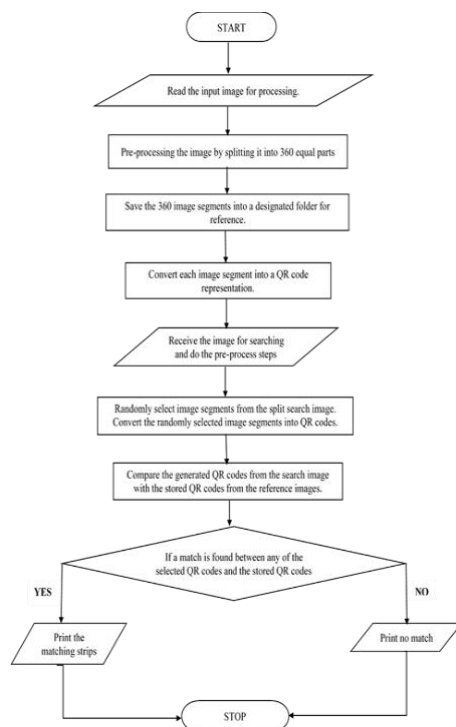 START
Read the input image for processing.
Pre-processing the image by splitting it into 360 equal parts
Save the 360 image segments into a designated folder for
reference.
Convert each image segment into a QR code
representation.
Receive the image for searching
and do the pre-process steps
Randomly select image segments from the split search image.
Convert the randomly selected image segments into QR codes.
Compare the generated QR codes from the search image
with the stored QR codes from the reference images.
If a match is found between any of the
selected QR codes and the stored QR codes
YES
NO
Print the
matching strips
Print no match
STOP